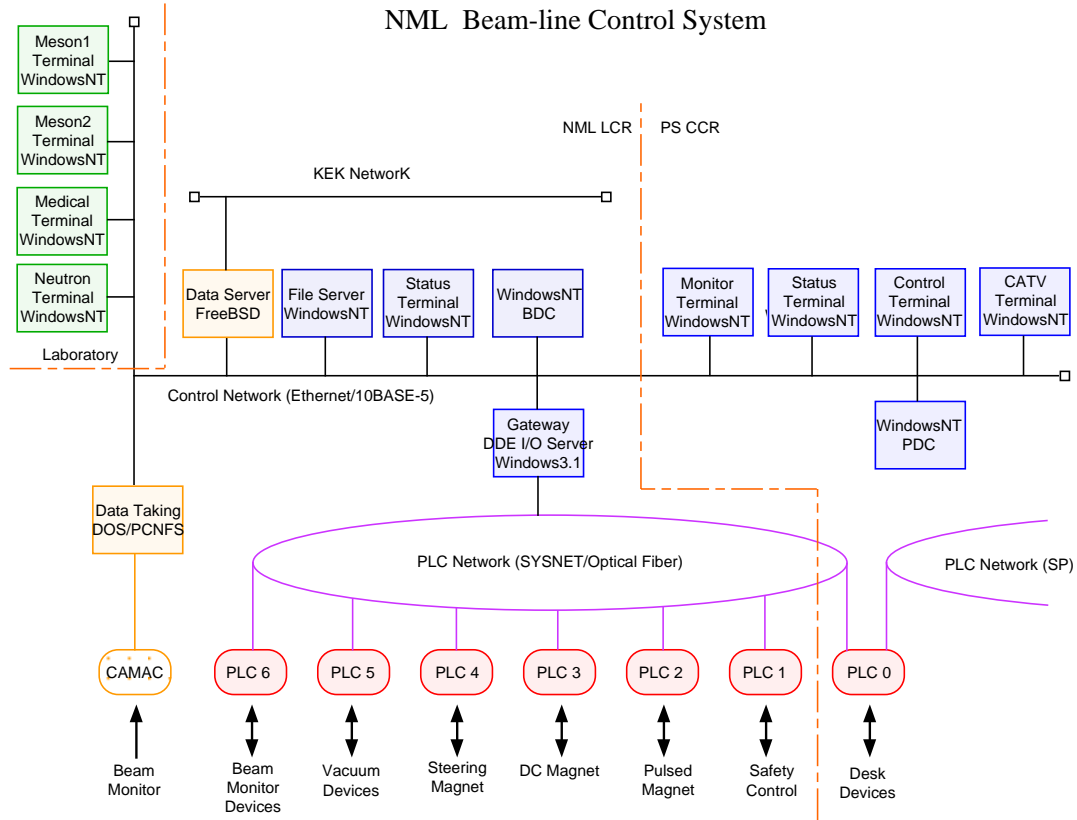 NML Beam-line Control System
Meson1
Terminal
WindowsNT
Meson2
Terminal
WindowsNT
Medical
Terminal
WindowsNT
Neutron
Terminal
WindowsNT
Laboratory
NML LCR
PS CCR
KEK NetworK
Data Server
FreeBSD
File Server
WindowsNT
Status
Terminal
WindowsNT
WindowsNT
BDC
Monitor
Terminal
WindowsNT
Status
Terminal
WindowsNT
Control
Terminal
WindowsNT
CATV
Terminal
WindowsNT
Control Network (Ethernet/10BASE-5)
Gateway
DDE I/O Server
Windows3.1
WindowsNT
PDC
Data Taking
DOS/PCNFS
PLC Network (SYSNET/Optical Fiber)
PLC Network (SP)
CAMAC
PLC 6
PLC 5
PLC 4
PLC 3
PLC 2
PLC 1
PLC 0
Beam
Monitor
Beam
Monitor
Devices
Vacuum
Devices
Steering
Magnet
DC Magnet
Pulsed
Magnet
Safety
Control
Desk
Devices